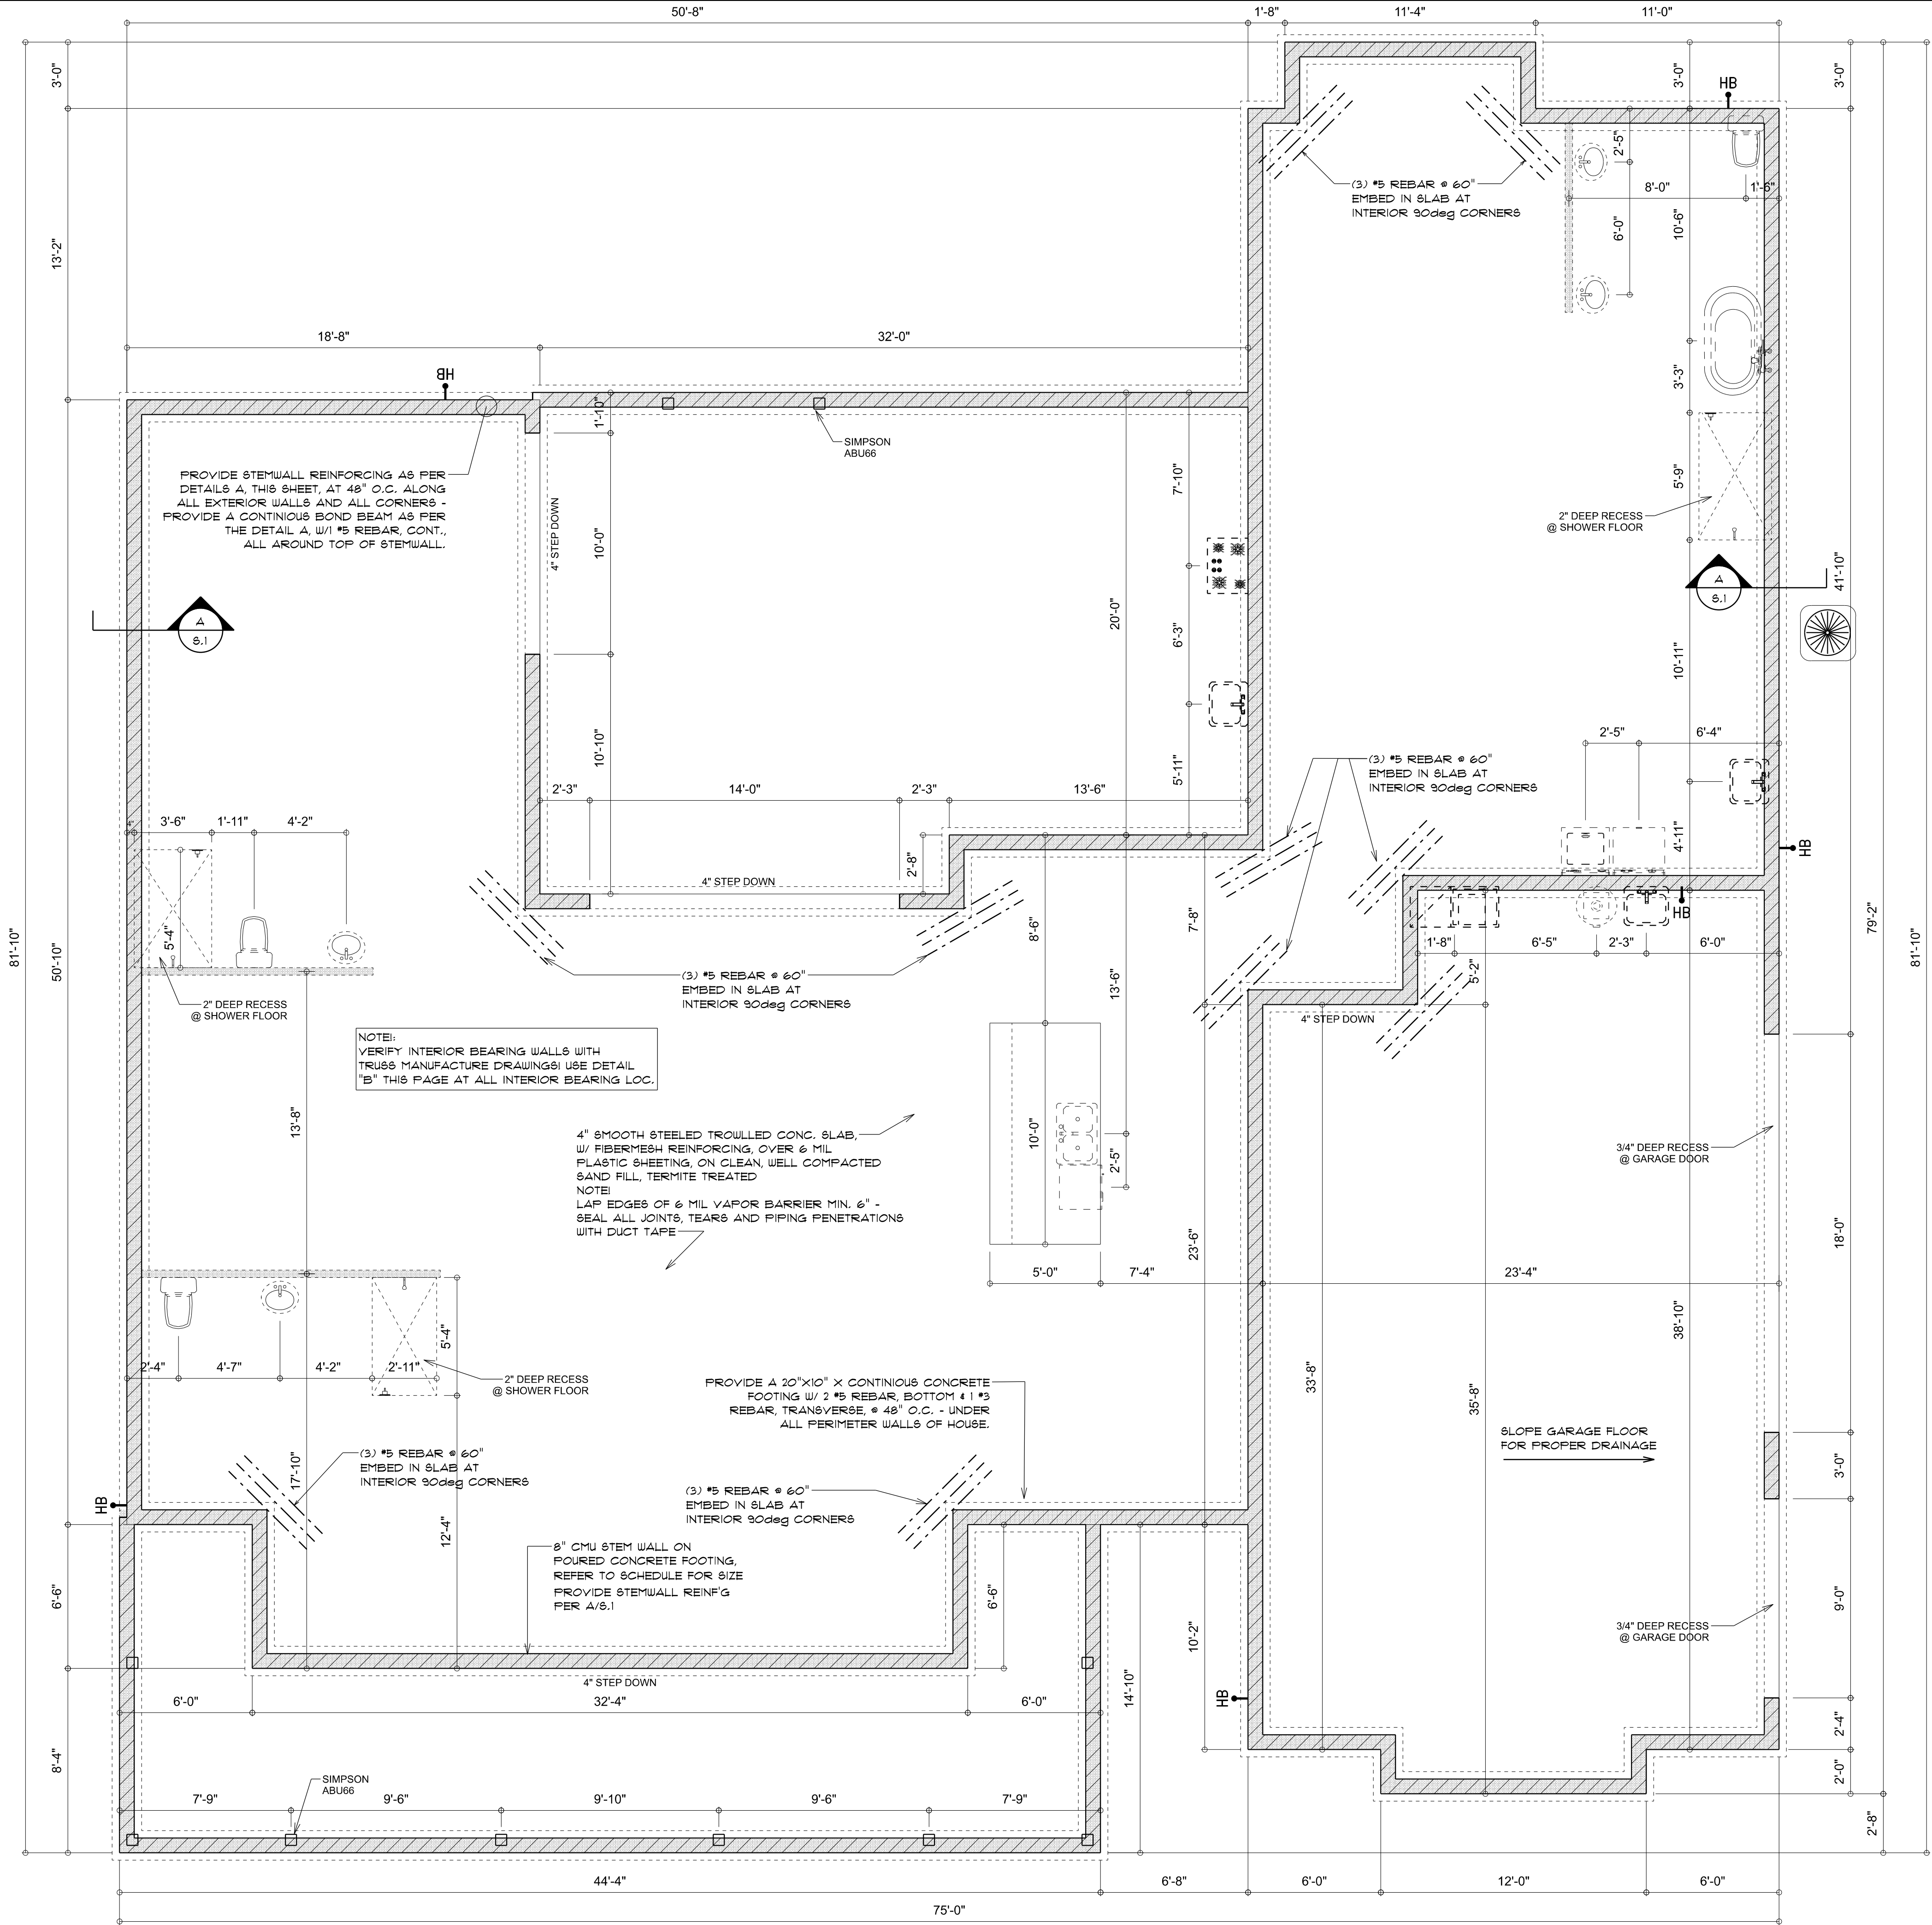 50'-8"
1'-8"
11'-4"
11'-0"
3'-0"
3'-0"
3'-0"
HB
2'-5"
8'-0"
1'-6"
6'-0"
10'-6"
(3) #5 REBAR @ 60"
EMBED IN SLAB AT
INTERIOR 90deg CORNERS
13'-2"
18'-8"
32'-0"
HB
3'-3"
1'-10"
SIMPSON
ABU66
PROVIDE STEMWALL REINFORCING AS PER
DETAILS A, THIS SHEET, AT 48" O.C. ALONG
ALL EXTERIOR WALLS AND ALL CORNERS -
PROVIDE A CONTINIOUS BOND BEAM AS PER
THE DETAIL A, W/1 #5 REBAR, CONT.,
ALL AROUND TOP OF STEMWALL.
7'-10"
5'-9"
2" DEEP RECESS
@ SHOWER FLOOR
4" STEP DOWN
10'-0"
A
S.1
A
S.1
41'-10"
20'-0"
6'-3"
10'-11"
10'-10"
5'-11"
2'-5"
6'-4"
(3) #5 REBAR @ 60"
EMBED IN SLAB AT
INTERIOR 90deg CORNERS
2'-3"
14'-0"
2'-3"
13'-6"
4"
3'-6"
1'-11"
4'-2"
4'-11"
HB
2'-8"
4" STEP DOWN
HB
5'-4"
8'-6"
7'-8"
1'-8"
6'-5"
2'-3"
6'-0"
5'-2"
79'-2"
81'-10"
81'-10"
50'-10"
(3) #5 REBAR @ 60"
EMBED IN SLAB AT
INTERIOR 90deg CORNERS
13'-6"
2" DEEP RECESS
@ SHOWER FLOOR
4" STEP DOWN
NOTE!:
VERIFY INTERIOR BEARING WALLS WITH
TRUSS MANUFACTURE DRAWINGS! USE DETAIL
"B" THIS PAGE AT ALL INTERIOR BEARING LOC.
13'-8"
4" SMOOTH STEELED TROWLLED CONC. SLAB,
W/ FIBERMESH REINFORCING, OVER 6 MIL
PLASTIC SHEETING, ON CLEAN, WELL COMPACTED
SAND FILL, TERMITE TREATED
NOTE!
LAP EDGES OF 6 MIL VAPOR BARRIER MIN. 6" -
SEAL ALL JOINTS, TEARS AND PIPING PENETRATIONS
WITH DUCT TAPE
10'-0"
2'-5"
3/4" DEEP RECESS
@ GARAGE DOOR
18'-0"
23'-6"
5'-0"
7'-4"
23'-4"
38'-10"
5'-4"
2'-4"
4'-7"
4'-2"
2'-11"
2" DEEP RECESS
@ SHOWER FLOOR
PROVIDE A 20"X10" X CONTINIOUS CONCRETE
FOOTING W/ 2 #5 REBAR, BOTTOM & 1 #3
REBAR, TRANSVERSE, @ 48" O.C. - UNDER
ALL PERIMETER WALLS OF HOUSE.
33'-8"
35'-8"
SLOPE GARAGE FLOOR
FOR PROPER DRAINAGE
3'-0"
17'-10"
(3) #5 REBAR @ 60"
EMBED IN SLAB AT
INTERIOR 90deg CORNERS
(3) #5 REBAR @ 60"
EMBED IN SLAB AT
INTERIOR 90deg CORNERS
HB
12'-4"
8" CMU STEM WALL ON
POURED CONCRETE FOOTING,
REFER TO SCHEDULE FOR SIZE
PROVIDE STEMWALL REINF'G
PER A/S.1
6'-6"
6'-6"
10'-2"
9'-0"
3/4" DEEP RECESS
@ GARAGE DOOR
4" STEP DOWN
6'-0"
32'-4"
6'-0"
14'-10"
HB
2'-4"
8'-4"
2'-0"
SIMPSON
ABU66
7'-9"
9'-6"
9'-10"
9'-6"
7'-9"
2'-8"
44'-4"
6'-8"
6'-0"
12'-0"
6'-0"
75'-0"